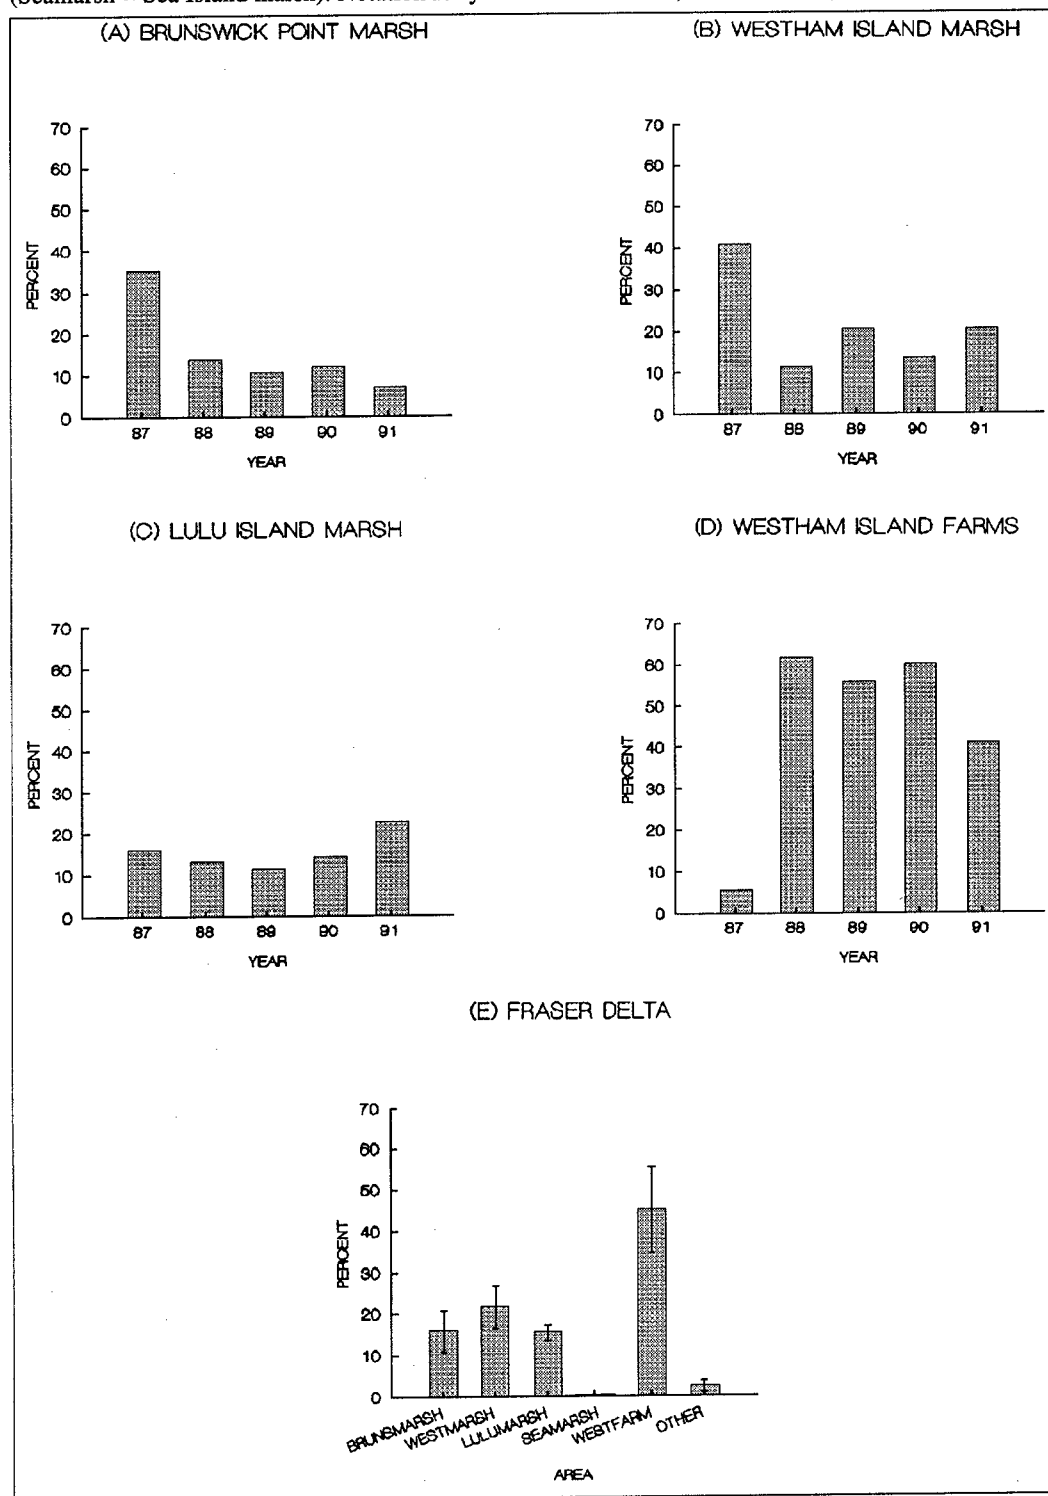 (A) BRUNSWICK POINT MARSH
70
60
50
40
30
20
10
0
PERCENT
87 88 89 90 91
YEAR
(B) WESTHAM ISLAND MARSH
70
60
50
40
30
20
10
0
PERCENT
87 88 89 90 91
YEAR
(C) LULU ISLAND MARSH
70
60
50
40
30
20
10
0
PERCENT
87 88 89 90 91
YEAR
(D) WESTHAM ISLAND FARMS
70
60
50
40
30
20
10
0
PERCENT
87 88 89 90 91
YEAR
(E) FRASER DELTA
70
60
50
40
30
20
10
0
PERCENT
BRUNSMARSH WESTMARSH LULUMARSH SEAMARSH WESTFARM OTHER
AREA